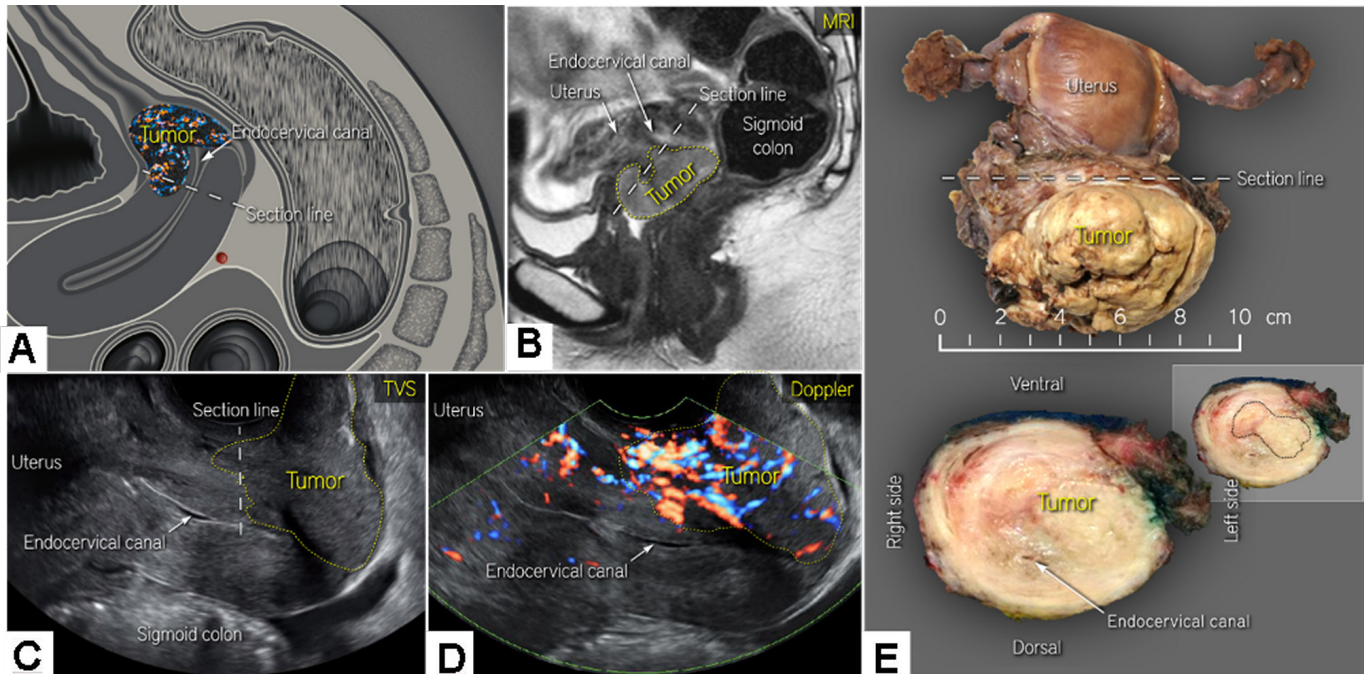 Tumor
Endocervical canal
Section line
A
MRI
Endocervical canal
Uterus
Section line
Sigmoid
colon
Tumor
B
TVS
Section line
Uterus
Tumor
Endocervical canal
Sigmoid colon
C
Doppler
Uterus
Tumor
Endocervical canal
D
Uterus
Section line
Tumor
0 2 4 6 8 10 cm
Ventral
Right side
Tumor
Left side
Endocervical canal
Dorsal
E